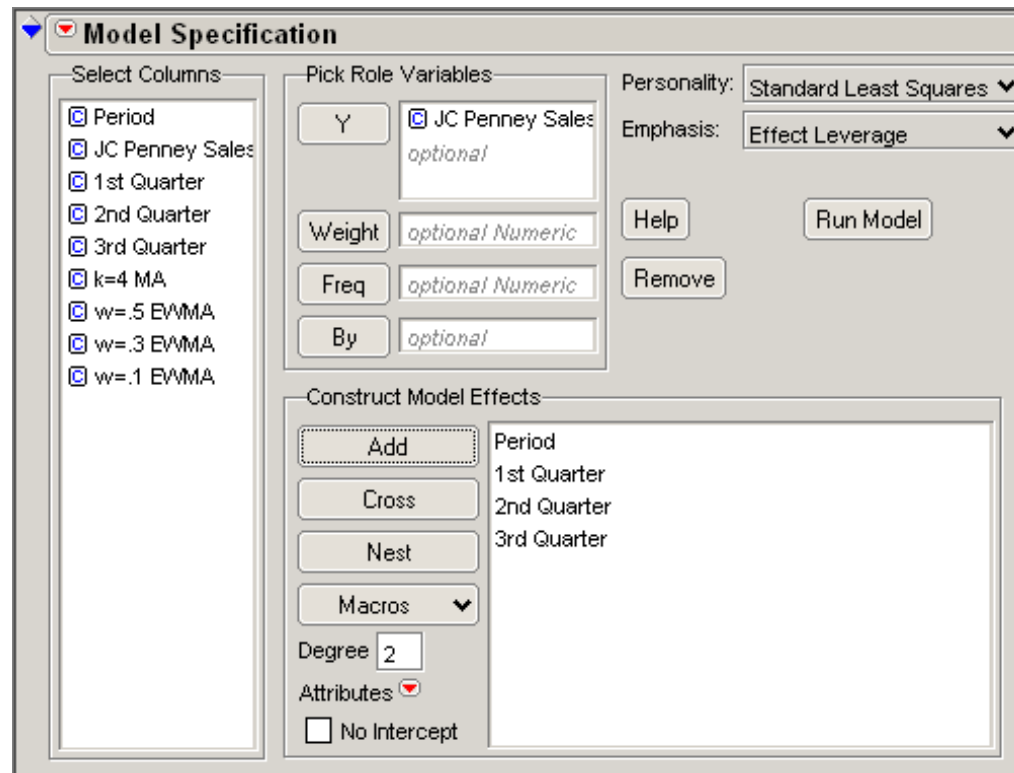 Model Specification
Select Columns
Period
JC Penney Sales
1st Quarter
2nd Quarter
3rd Quarter
k=4 MA
w=.5 EWMA
w=.3 EWMA
w=.1 EWMA
Pick Role Variables
Y
JC Penney Sales
optional
Weight
optional Numeric
Freq
optional Numeric
By
optional
Personality:
Standard Least Squares
Emphasis:
Effect Leverage
Help
Run Model
Remove
Construct Model Effects
Add
Cross
Nest
Macros
Degree 2
Attributes
No Intercept
Period
1st Quarter
2nd Quarter
3rd Quarter